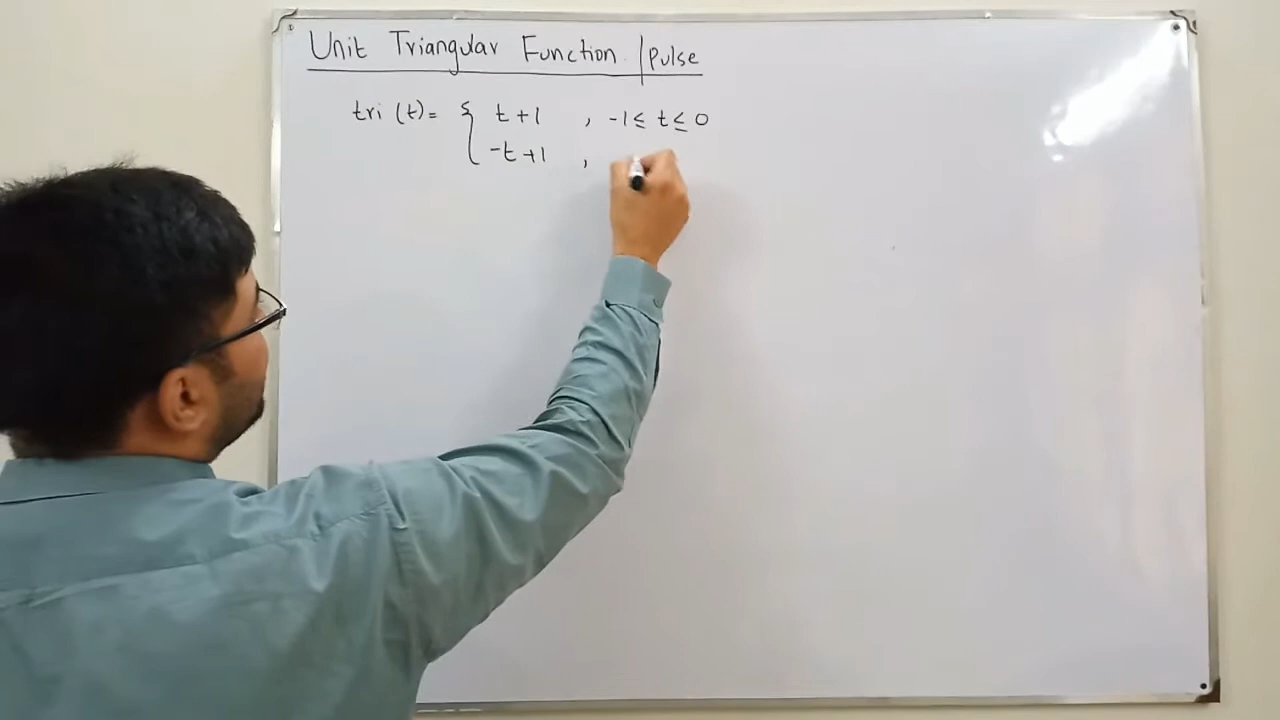 Unit Triangular Function / Pulse
tri (t) = { t+1 , -1 ≤ t ≤ 0
-t+1 ,